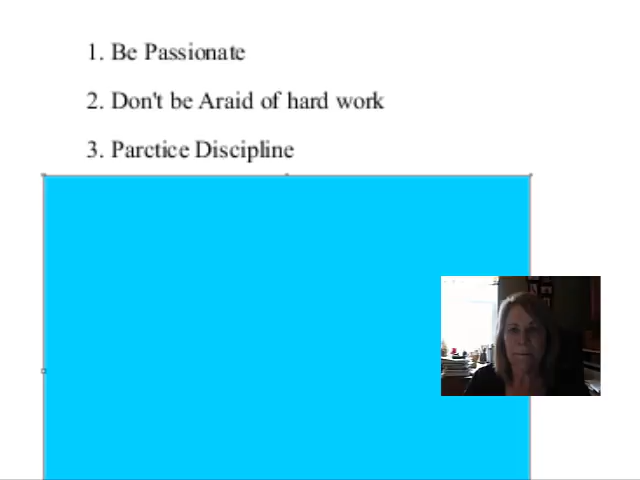 1. Be Passionate
2. Don't be Araid of hard work
3. Parctice Discipline